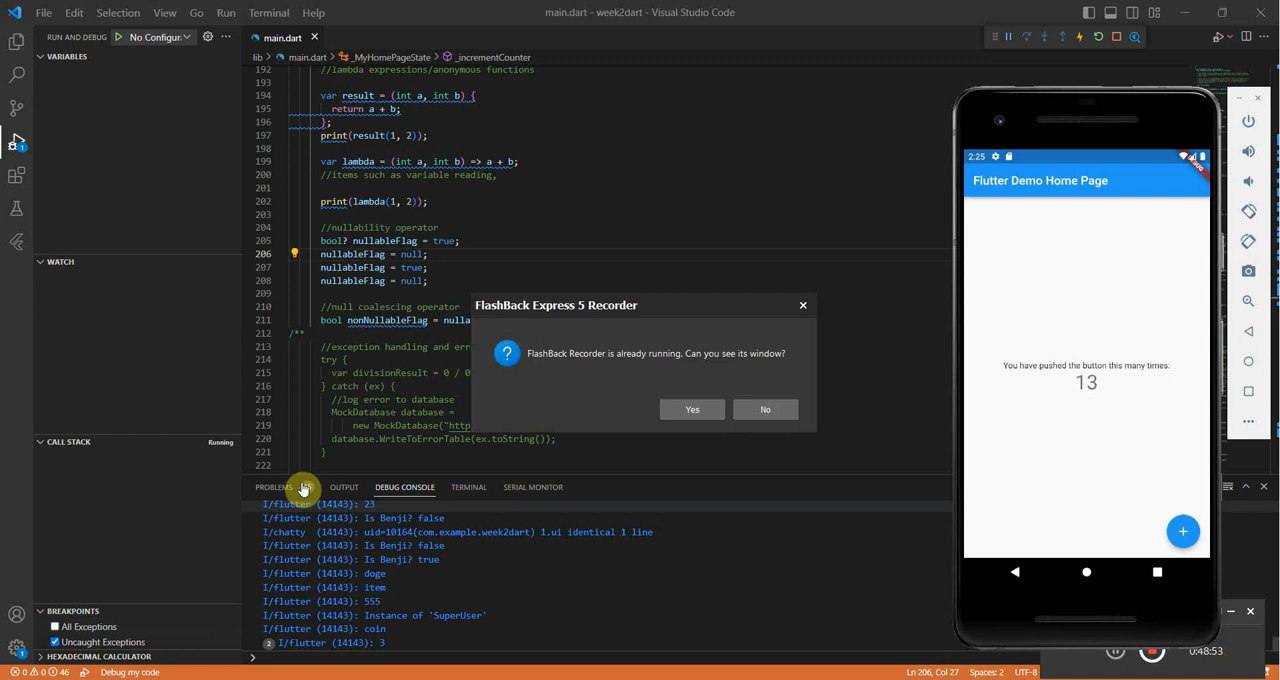 File Edit Selection View Go Run Terminal Help
main.dart - week2dart - Visual Studio Code
RUN AND DEBUG No Configur
main.dart
lib > main.dart > _MyHomePageState > _incrementCounter
VARIABLES
WATCH
CALL STACK Running
BREAKPOINTS
All Exceptions
Uncaught Exceptions
HEXADECIMAL CALCULATOR
192 //lambda expressions/anonymous functions
193
194 var result = (int a, int b) {
195 return a + b;
196 };
197 print(result(1, 2));
198
199 var lambda = (int a, int b) => a + b;
200 //items such as variable reading,
201
202 print(lambda(1, 2));
203
204 //nullability operator
205 bool? nullableFlag = true;
206 nullableFlag = null;
207 nullableFlag = true;
208 nullableFlag = null;
209
210 //null coalescing operator
211 bool nonNullableFlag = nulla
212 /**
213 //exception handling and err
214 try {
215 var divisionResult = 0 / 0
216 } catch (ex) {
217 //log error to database
218 MockDatabase database =
219 new MockDatabase("http
220 database.WriteToErrorTable(ex.toString());
221 }
222
FlashBack Express 5 Recorder
FlashBack Recorder is already running. Can you see its window?
Yes No
PROBLEMS OUTPUT DEBUG CONSOLE TERMINAL SERIAL MONITOR
I/flutter (14143): 23
I/flutter (14143): Is Benji? false
I/chatty (14143): uid=10164(com.example.week2dart) 1.ui identical 1 line
I/flutter (14143): Is Benji? false
I/flutter (14143): Is Benji? true
I/flutter (14143): doge
I/flutter (14143): item
I/flutter (14143): 555
I/flutter (14143): Instance of 'SuperUser'
I/flutter (14143): coin
2 I/flutter (14143): 3
2:25
DEBUG
Flutter Demo Home Page
You have pushed the button this many times:
13
0:48:53
0 0 46 Debug my code
Ln 206, Col 27 Spaces: 2 UTF-8